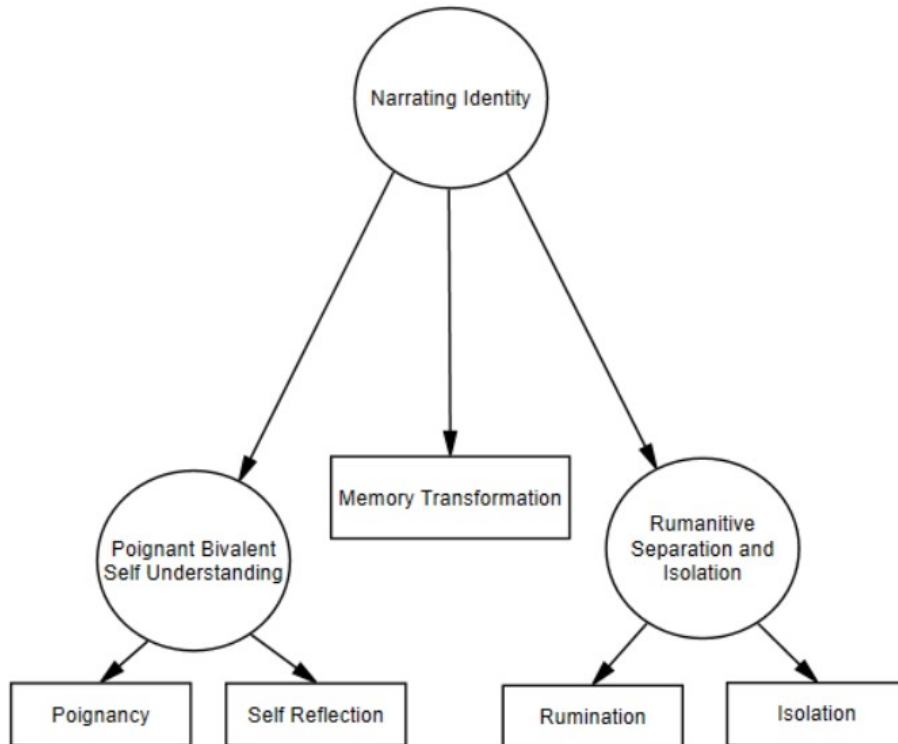 Narrating Identity
Memory Transformation
Poignant Bivalent
Self Understanding
Rumanitive
Separation and
Isolation
Poignancy
Self Reflection
Rumination
Isolation